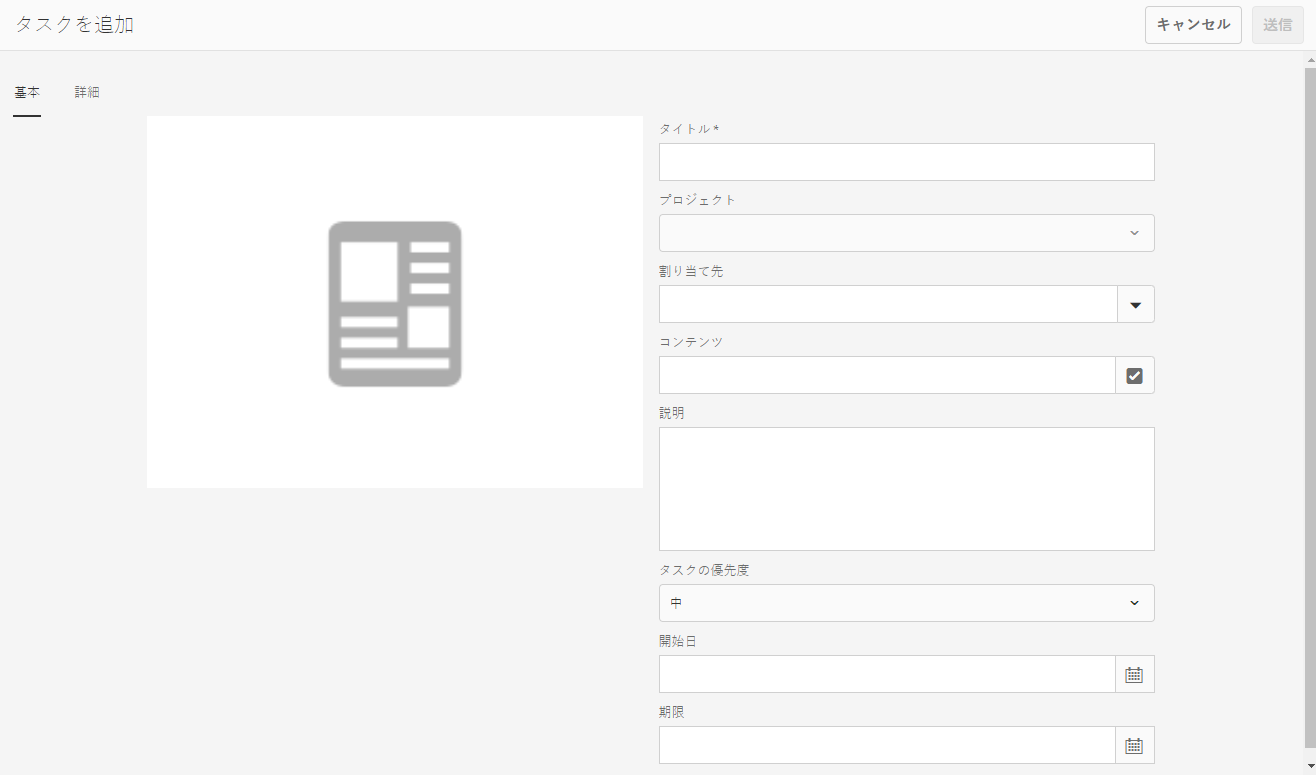 タスクを追加
キャンセル
送信
基本
詳細
タイトル *
プロジェクト
割り当て先
コンテンツ
説明
タスクの優先度
中
開始日
期限